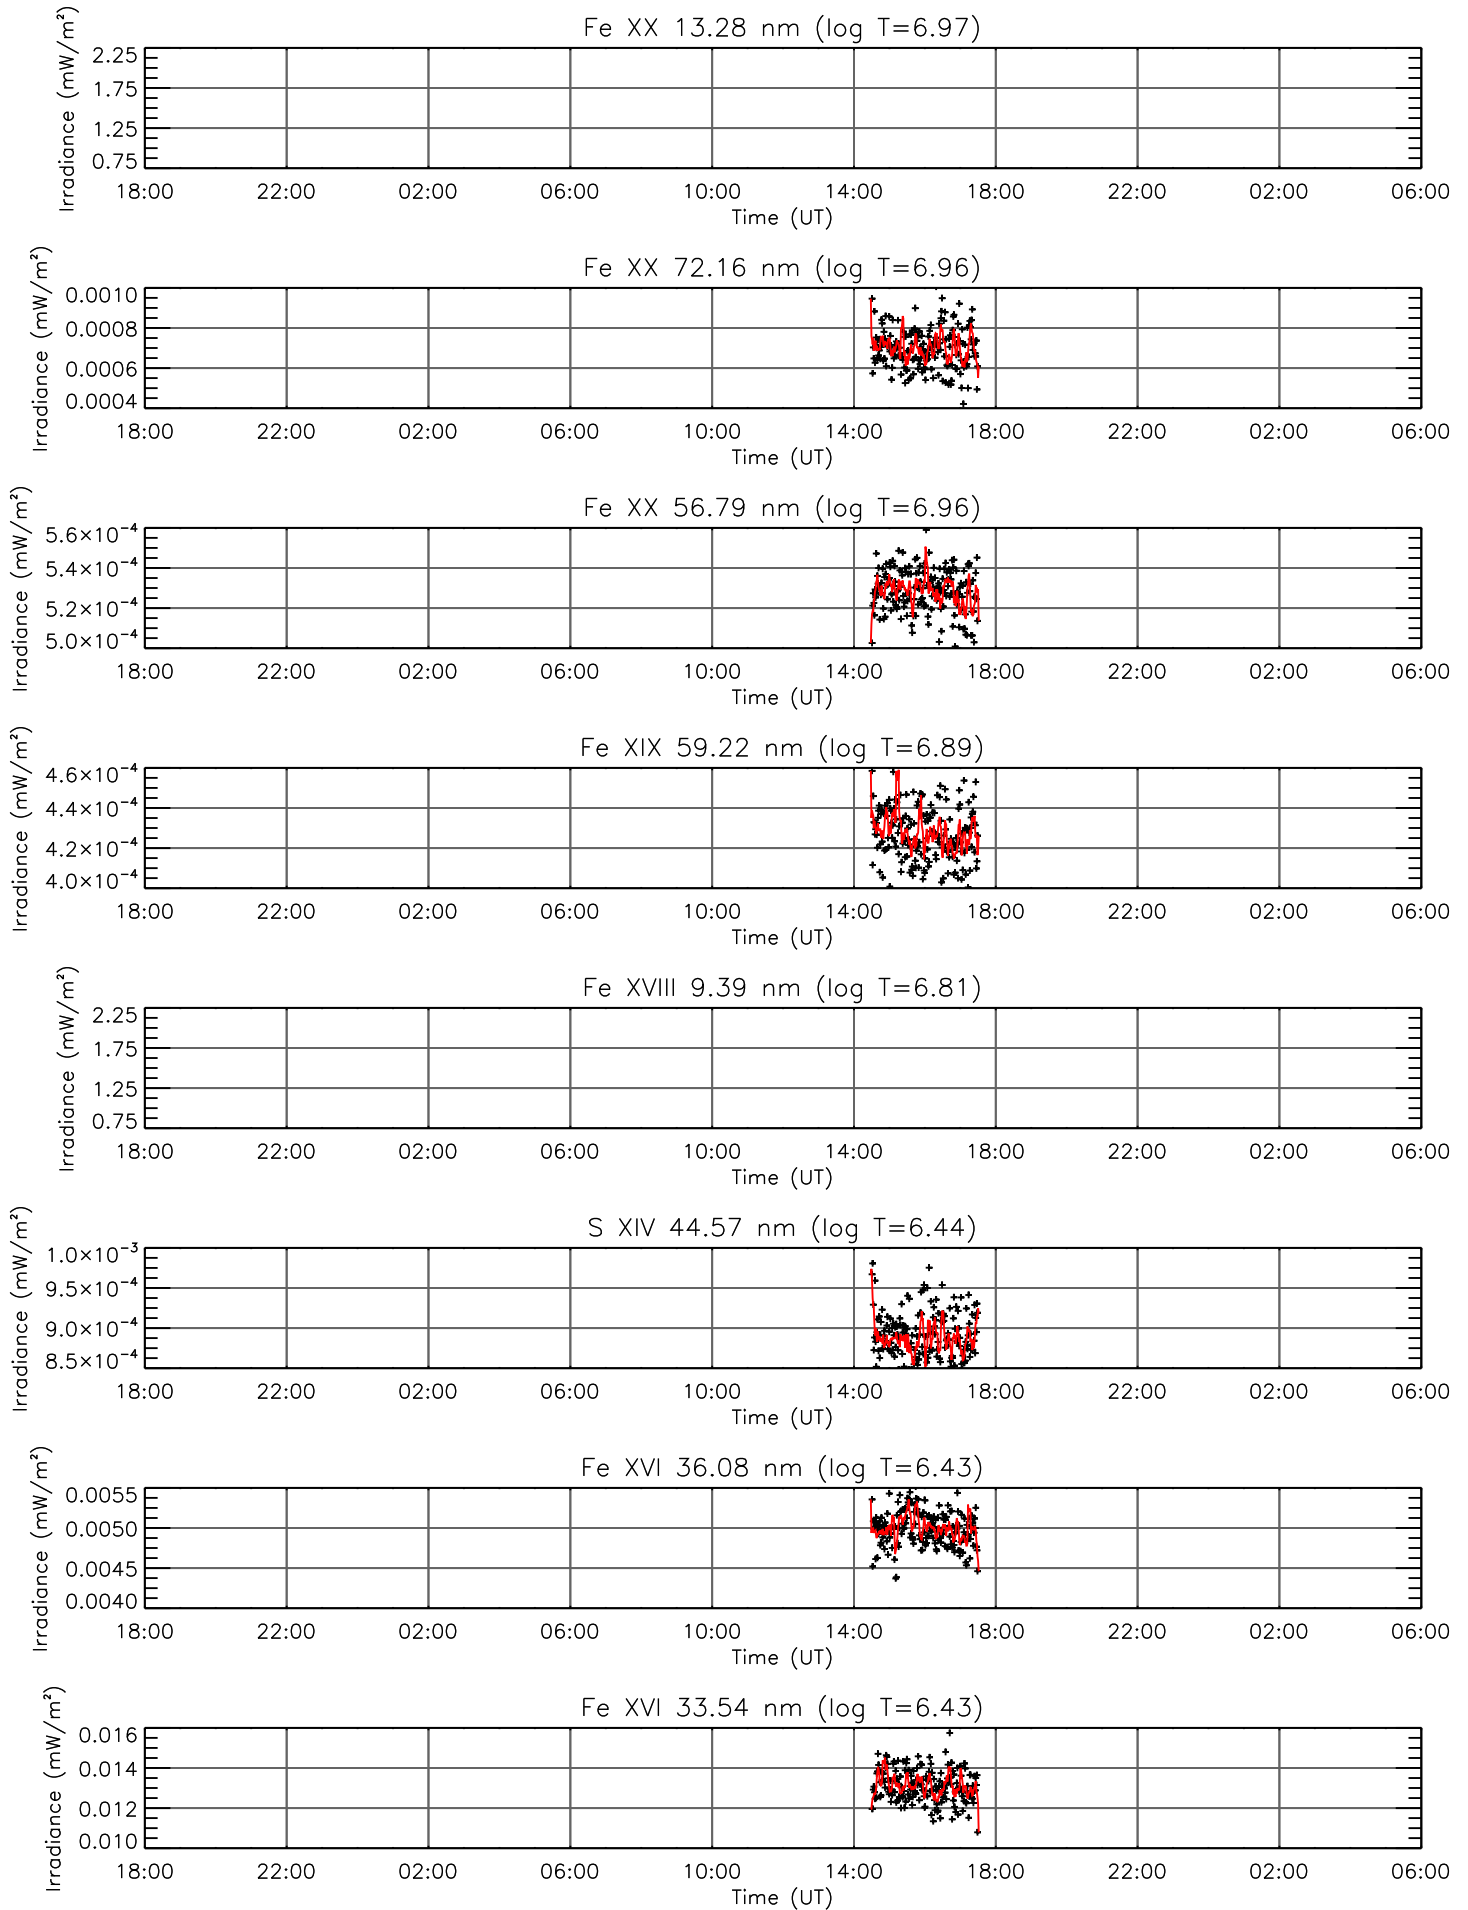 Fe XX 13.28 nm (log T=6.97)
Irradiance (mW/m²)
2.25
1.75
1.25
0.75
18:00 22:00 02:00 06:00 10:00 14:00 18:00 22:00 02:00 06:00
Time (UT)
Fe XX 72.16 nm (log T=6.96)
Irradiance (mW/m²)
0.0010
0.0008
0.0006
0.0004
18:00 22:00 02:00 06:00 10:00 14:00 18:00 22:00 02:00 06:00
Time (UT)
Fe XX 56.79 nm (log T=6.96)
Irradiance (mW/m²)
5.6×10⁻⁴
5.4×10⁻⁴
5.2×10⁻⁴
5.0×10⁻⁴
18:00 22:00 02:00 06:00 10:00 14:00 18:00 22:00 02:00 06:00
Time (UT)
Fe XIX 59.22 nm (log T=6.89)
Irradiance (mW/m²)
4.6×10⁻⁴
4.4×10⁻⁴
4.2×10⁻⁴
4.0×10⁻⁴
18:00 22:00 02:00 06:00 10:00 14:00 18:00 22:00 02:00 06:00
Time (UT)
Fe XVIII 9.39 nm (log T=6.81)
Irradiance (mW/m²)
2.25
1.75
1.25
0.75
18:00 22:00 02:00 06:00 10:00 14:00 18:00 22:00 02:00 06:00
Time (UT)
S XIV 44.57 nm (log T=6.44)
Irradiance (mW/m²)
1.0×10⁻³
9.5×10⁻⁴
9.0×10⁻⁴
8.5×10⁻⁴
18:00 22:00 02:00 06:00 10:00 14:00 18:00 22:00 02:00 06:00
Time (UT)
Fe XVI 36.08 nm (log T=6.43)
Irradiance (mW/m²)
0.0055
0.0050
0.0045
0.0040
18:00 22:00 02:00 06:00 10:00 14:00 18:00 22:00 02:00 06:00
Time (UT)
Fe XVI 33.54 nm (log T=6.43)
Irradiance (mW/m²)
0.016
0.014
0.012
0.010
18:00 22:00 02:00 06:00 10:00 14:00 18:00 22:00 02:00 06:00
Time (UT)